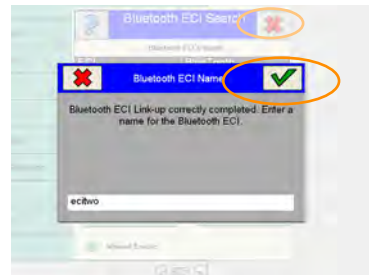 Bluetooth ECI Search
Bluetooth ECI Name
Bluetooth ECI Link-up correctly completed. Enter a
name for the Bluetooth ECI.
ecitwo